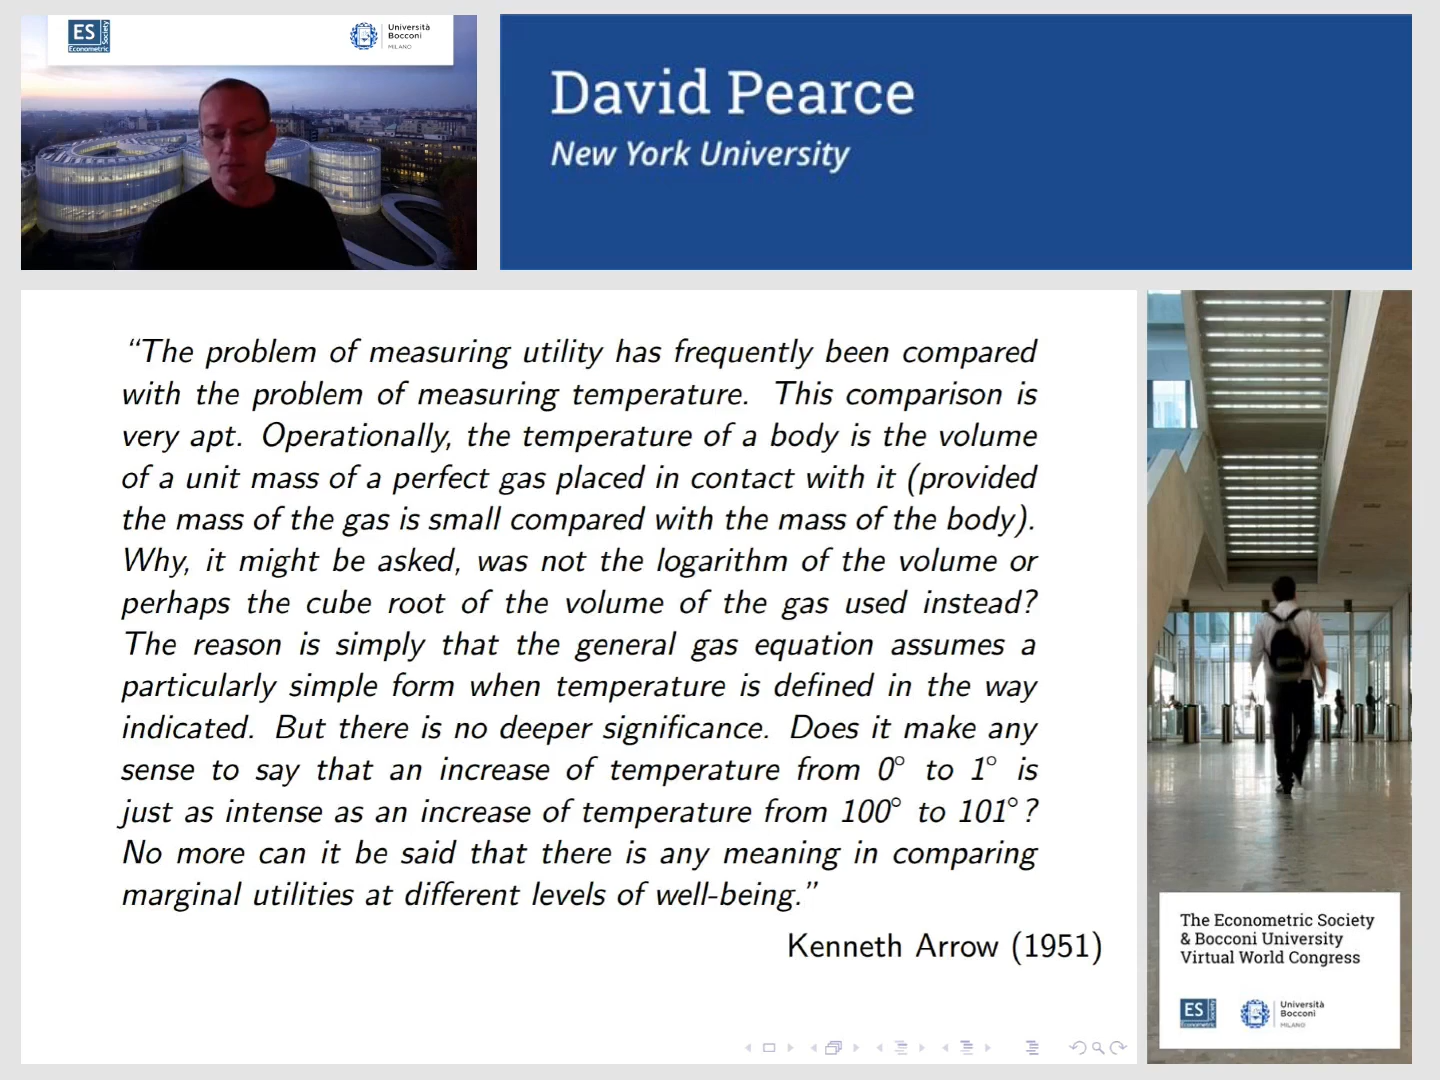 ES
Econometric
Society
Università
Bocconi
MILANO
David Pearce
New York University
“The problem of measuring utility has frequently been compared
with the problem of measuring temperature. This comparison is
very apt. Operationally, the temperature of a body is the volume
of a unit mass of a perfect gas placed in contact with it (provided
the mass of the gas is small compared with the mass of the body).
Why, it might be asked, was not the logarithm of the volume or
perhaps the cube root of the volume of the gas used instead?
The reason is simply that the general gas equation assumes a
particularly simple form when temperature is defined in the way
indicated. But there is no deeper significance. Does it make any
sense to say that an increase of temperature from 0° to 1° is
just as intense as an increase of temperature from 100° to 101°?
No more can it be said that there is any meaning in comparing
marginal utilities at different levels of well-being.”
Kenneth Arrow (1951)
The Econometric Society
& Bocconi University
Virtual World Congress
ES
Econometric
Society
Università
Bocconi
MILANO